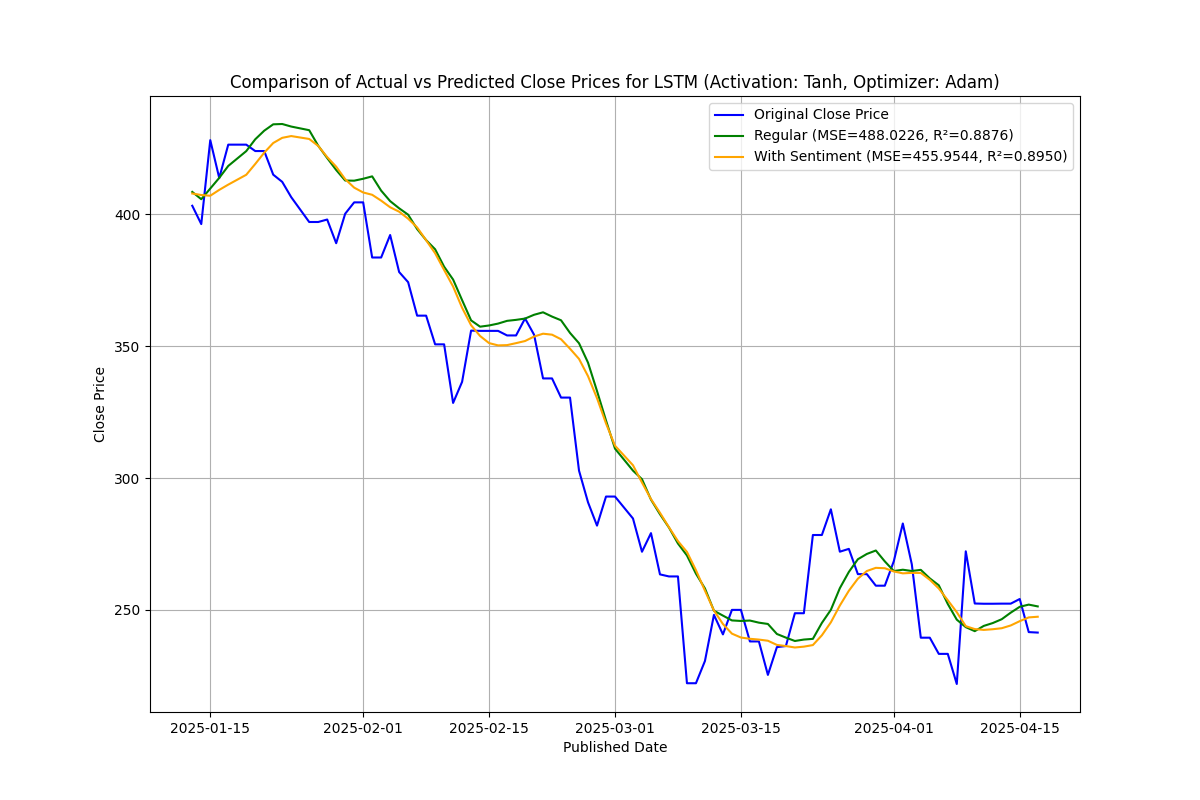 Comparison of Actual vs Predicted Close Prices for LSTM (Activation: Tanh, Optimizer: Adam)
Original Close Price
Regular (MSE=488.0226, R²=0.8876)
With Sentiment (MSE=455.9544, R²=0.8950)
Close Price
400
350
300
250
2025-01-15
2025-02-01
2025-02-15
2025-03-01
2025-03-15
2025-04-01
2025-04-15
Published Date